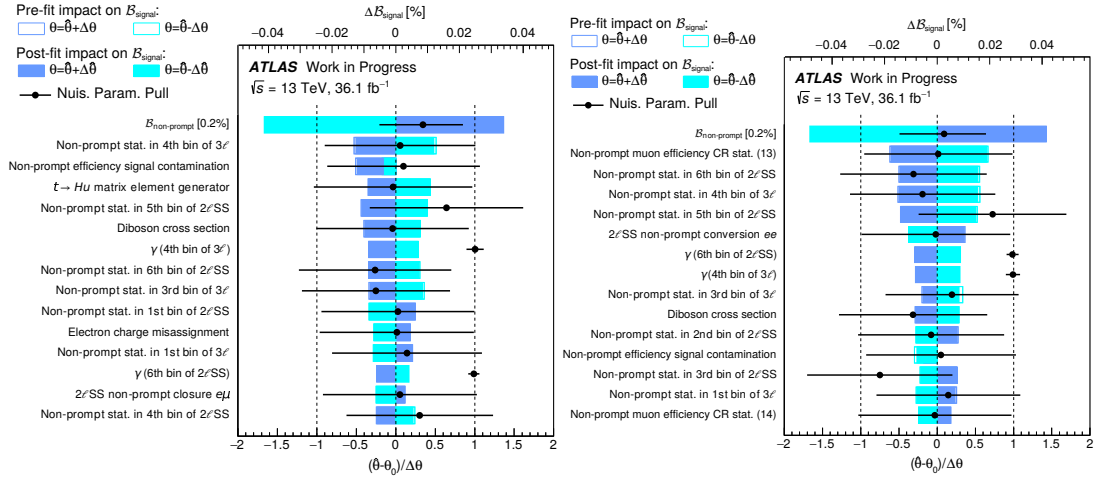 Pre-fit impact on 𝓑signal:
θ=θ̂+Δθ θ=θ̂-Δθ
Post-fit impact on 𝓑signal:
θ=θ̂+Δθ̂ θ=θ̂-Δθ̂
Nuis. Param. Pull
Δ𝓑signal [%]
−0.04 −0.02 0 0.02 0.04
ATLAS Work in Progress
√s = 13 TeV, 36.1 fb⁻¹
𝓑non-prompt [0.2%]
Non-prompt stat. in 4th bin of 3ℓ
Non-prompt efficiency signal contamination
t→ Hu matrix element generator
Non-prompt stat. in 5th bin of 2ℓSS
Diboson cross section
γ (4th bin of 3ℓ)
Non-prompt stat. in 6th bin of 2ℓSS
Non-prompt stat. in 3rd bin of 3ℓ
Non-prompt stat. in 1st bin of 2ℓSS
Electron charge misassignment
Non-prompt stat. in 1st bin of 3ℓ
γ (6th bin of 2ℓSS)
2ℓSS non-prompt closure eμ
Non-prompt stat. in 4th bin of 2ℓSS
−2 −1.5 −1 −0.5 0 0.5 1 1.5 2
(θ̂-θ₀)/Δθ
Pre-fit impact on 𝓑signal:
θ=θ̂+Δθ θ=θ̂-Δθ
Post-fit impact on 𝓑signal:
θ=θ̂+Δθ̂ θ=θ̂-Δθ̂
Nuis. Param. Pull
Δ𝓑signal [%]
−0.04 −0.02 0 0.02 0.04
ATLAS Work in Progress
√s = 13 TeV, 36.1 fb⁻¹
𝓑non-prompt [0.2%]
Non-prompt muon efficiency CR stat. (13)
Non-prompt stat. in 6th bin of 2ℓSS
Non-prompt stat. in 4th bin of 3ℓ
Non-prompt stat. in 5th bin of 2ℓSS
2ℓSS non-prompt conversion ee
γ (6th bin of 2ℓSS)
γ(4th bin of 3ℓ)
Non-prompt stat. in 3rd bin of 3ℓ
Diboson cross section
Non-prompt stat. in 2nd bin of 2ℓSS
Non-prompt efficiency signal contamination
Non-prompt stat. in 3rd bin of 2ℓSS
Non-prompt stat. in 1st bin of 3ℓ
Non-prompt muon efficiency CR stat. (14)
−2 −1.5 −1 −0.5 0 0.5 1 1.5 2
(θ̂-θ₀)/Δθ